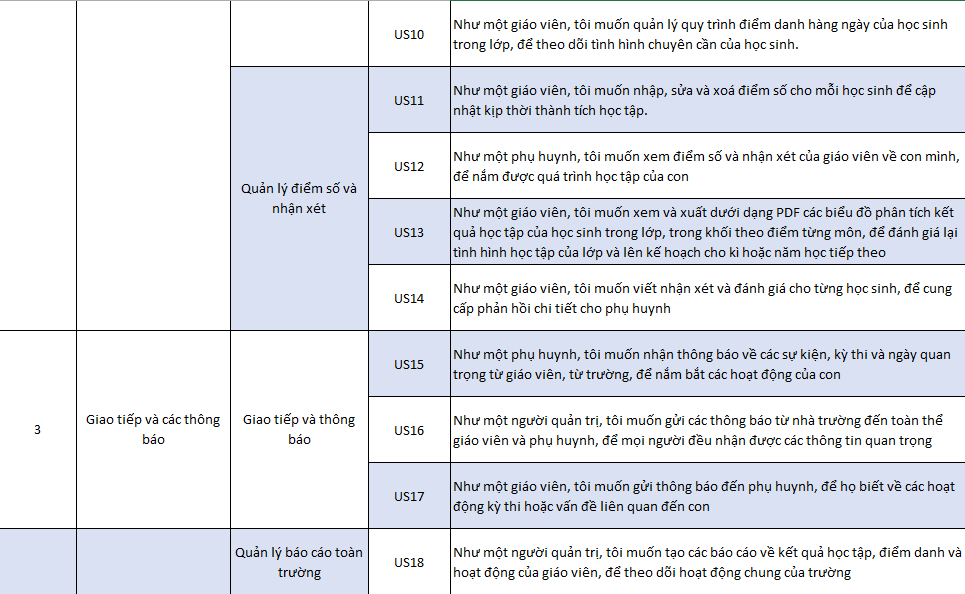 US10
Như một giáo viên, tôi muốn quản lý quy trình điểm danh hàng ngày của học sinh
trong lớp, để theo dõi tình hình chuyên cần của học sinh.
Quản lý điểm số và
nhận xét
US11
Như một giáo viên, tôi muốn nhập, sửa và xoá điểm số cho mỗi học sinh để cập
nhật kịp thời thành tích học tập.
US12
Như một phụ huynh, tôi muốn xem điểm số và nhận xét của giáo viên về con mình,
để nắm được quá trình học tập của con
US13
Như một giáo viên, tôi muốn xem và xuất dưới dạng PDF các biểu đồ phân tích kết
quả học tập của học sinh trong lớp, trong khối theo điểm từng môn, để đánh giá lại
tình hình học tập của lớp và lên kế hoạch cho kì hoặc năm học tiếp theo
US14
Như một giáo viên, tôi muốn viết nhận xét và đánh giá cho từng học sinh, để cung
cấp phản hồi chi tiết cho phụ huynh
3
Giao tiếp và các thông
báo
Giao tiếp và thông
báo
US15
Như một phụ huynh, tôi muốn nhận thông báo về các sự kiện, kỳ thi và ngày quan
trọng từ giáo viên, từ trường, để nắm bắt các hoạt động của con
US16
Như một người quản trị, tôi muốn gửi các thông báo từ nhà trường đến toàn thể
giáo viên và phụ huynh, để mọi người đều nhận được các thông tin quan trọng
US17
Như một giáo viên, tôi muốn gửi thông báo đến phụ huynh, để họ biết về các hoạt
động kỳ thi hoặc vấn đề liên quan đến con
Quản lý báo cáo toàn
trường
US18
Như một người quản trị, tôi muốn tạo các báo cáo về kết quả học tập, điểm danh và
hoạt động của giáo viên, để theo dõi hoạt động chung của trường